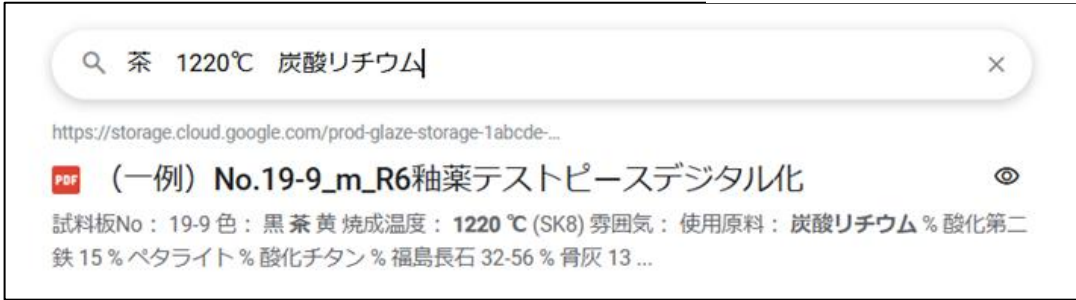 茶　1220℃　炭酸リチウム
https://storage.cloud.google.com/prod-glaze-storage-1abcde-...
PDF （一例）No.19-9_m_R6釉薬テストピースデジタル化
試料板No： 19-9 色： 黒 茶 黄 焼成温度： 1220 ℃ (SK8) 雰囲気： 使用原料： 炭酸リチウム % 酸化第二
鉄 15 % ペタライト % 酸化チタン % 福島長石 32-56 % 骨灰 13 ...